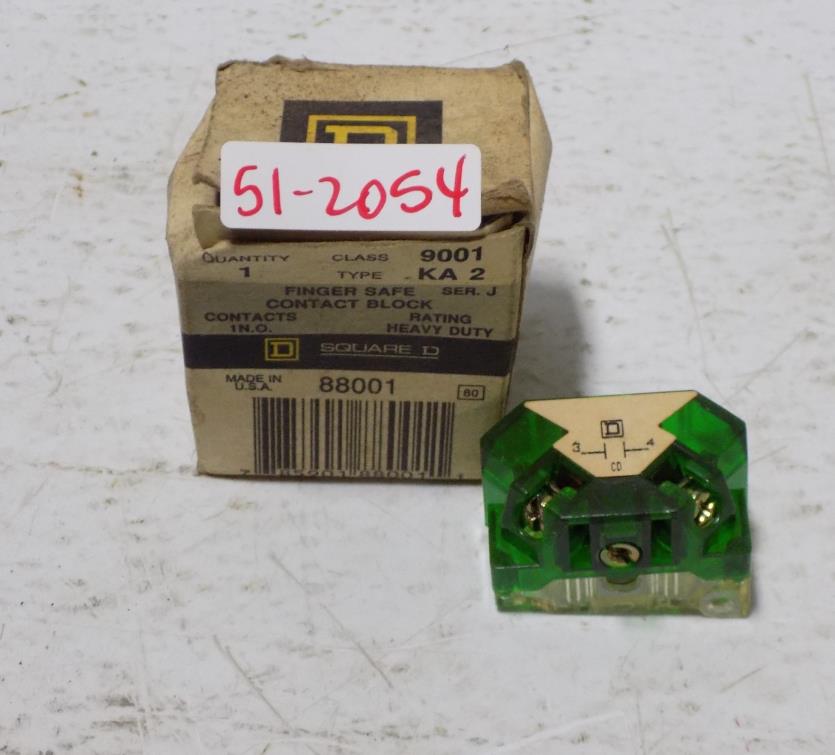 51-2054
QUANTITY CLASS 9001
1 TYPE KA 2
FINGER SAFE SER. J
CONTACT BLOCK
CONTACTS RATING
1N.O. HEAVY DUTY
D SQUARE D
MADE IN 88001
U.S.A. 80
D
3 4
CD